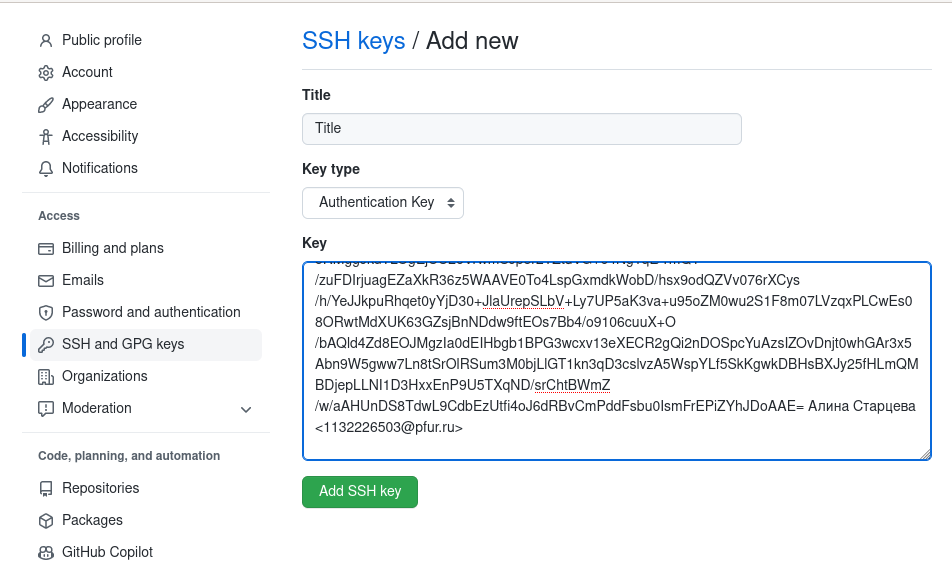 Public profile
Account
Appearance
Accessibility
Notifications
Access
Billing and plans
Emails
Password and authentication
SSH and GPG keys
Organizations
Moderation
Code, planning, and automation
Repositories
Packages
GitHub Copilot
SSH keys / Add new
Title
Title
Key type
Authentication Key
Key
/zuFDIrjuagEZaXkR36z5WAAVE0To4LspGxmdkWobD/hsx9odQZVv076rXCys
/h/YeJJkpuRhqet0yYjD30+JlaUrepSLbV+Ly7UP5aK3va+u95oZM0wu2S1F8m07LVzqxPLCwEs0
8ORwtMdXUK63GZsjBnNDdw9ftEOs7Bb4/o9106cuuX+O
/bAQld4Zd8EOJMgzIa0dEIHbgb1BPG3wcxv13eXECR2gQi2nDOSpcYuAzsIZOvDnjt0whGAr3x5
Abn9W5gww7Ln8tSrOlRSum3M0bjLlGT1kn3qD3cslvzA5WspYLf5SkKgwkDBHsBXJy25fHLmQM
BDjepLLNI1D3HxxEnP9U5TXqND/srChtBWmZ
/w/aAHUnDS8TdwL9CdbEzUtfi4oJ6dRBvCmPddFsbu0IsmFrEPiZYhJDoAAE= Алина Старцева
<1132226503@pfur.ru>
Add SSH key